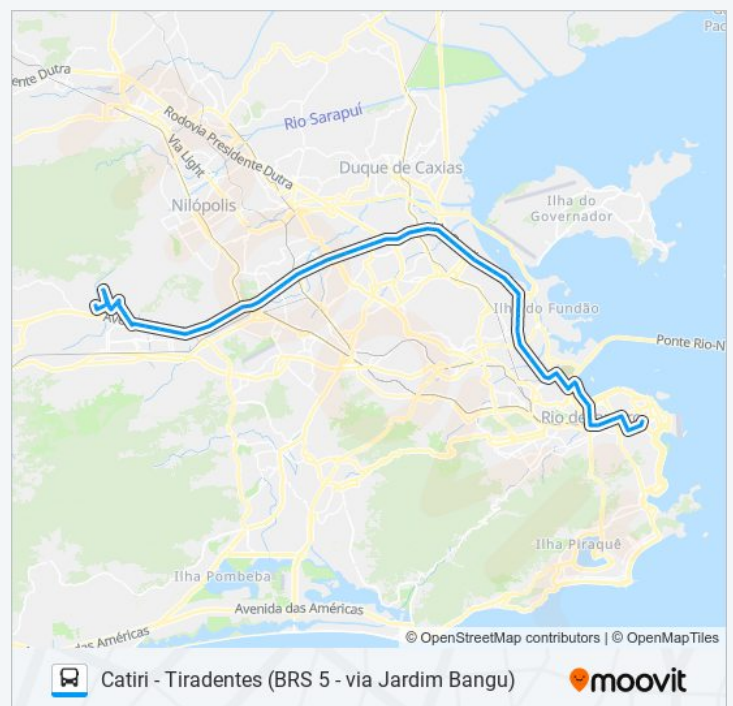 ente Dutra
Rodovia Presidente Dutra
Via Light
Rio Sarapuí
Duque de Caxias
Nilópolis
Ilha do
Governador
Ave
Ilha do Fundão
Ponte Rio-N
Rio de
Ilha Piraquê
Ilha Pombeba
Avenida das Américas
das Américas
© OpenStreetMap contributors | © OpenMapTiles
Catiri - Tiradentes (BRS 5 - via Jardim Bangu)
moovit